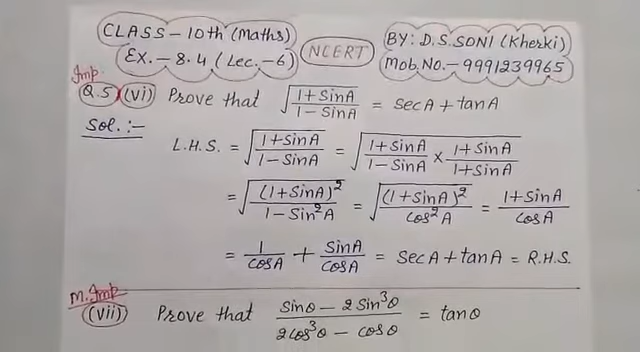 CLASS – 10th (Maths)
EX. – 8.4 (Lec. – 6)
NCERT
BY: D.S.SONI (Kherki)
Mob.No. – 9991239965
Imp
Q.5 (vi) Prove that √((1+SinA)/(1–SinA)) = SecA + tanA
Sol. :–
L.H.S. = √((1+SinA)/(1–SinA)) = √((1+SinA)/(1–SinA) × (1+SinA)/(1+SinA))
= √((1+SinA)²/(1–Sin²A)) = √((1+SinA)²/Cos²A) = (1+SinA)/CosA
= 1/CosA + SinA/CosA = SecA + tanA = R.H.S.
M.Imp
(vii) Prove that (Sinθ – 2Sin³θ)/(2Cos³θ – Cosθ) = tanθ